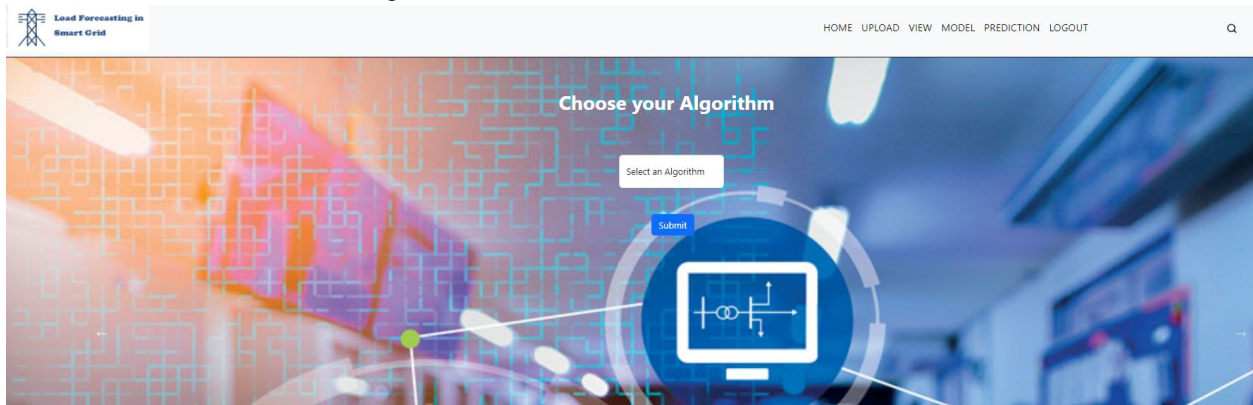 Load Forecasting in
Smart Grid
HOME UPLOAD VIEW MODEL PREDICTION LOGOUT
Choose your Algorithm
Select an Algorithm
Submit